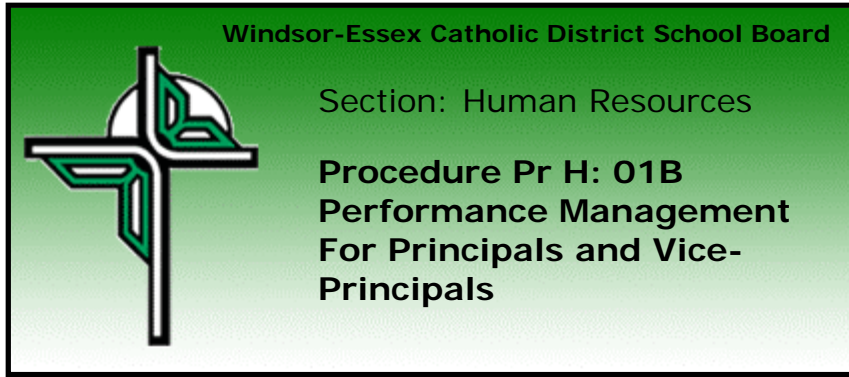 Windsor-Essex Catholic District School Board
Section: Human Resources
Procedure Pr H: 01B
Performance Management
For Principals and Vice-
Principals